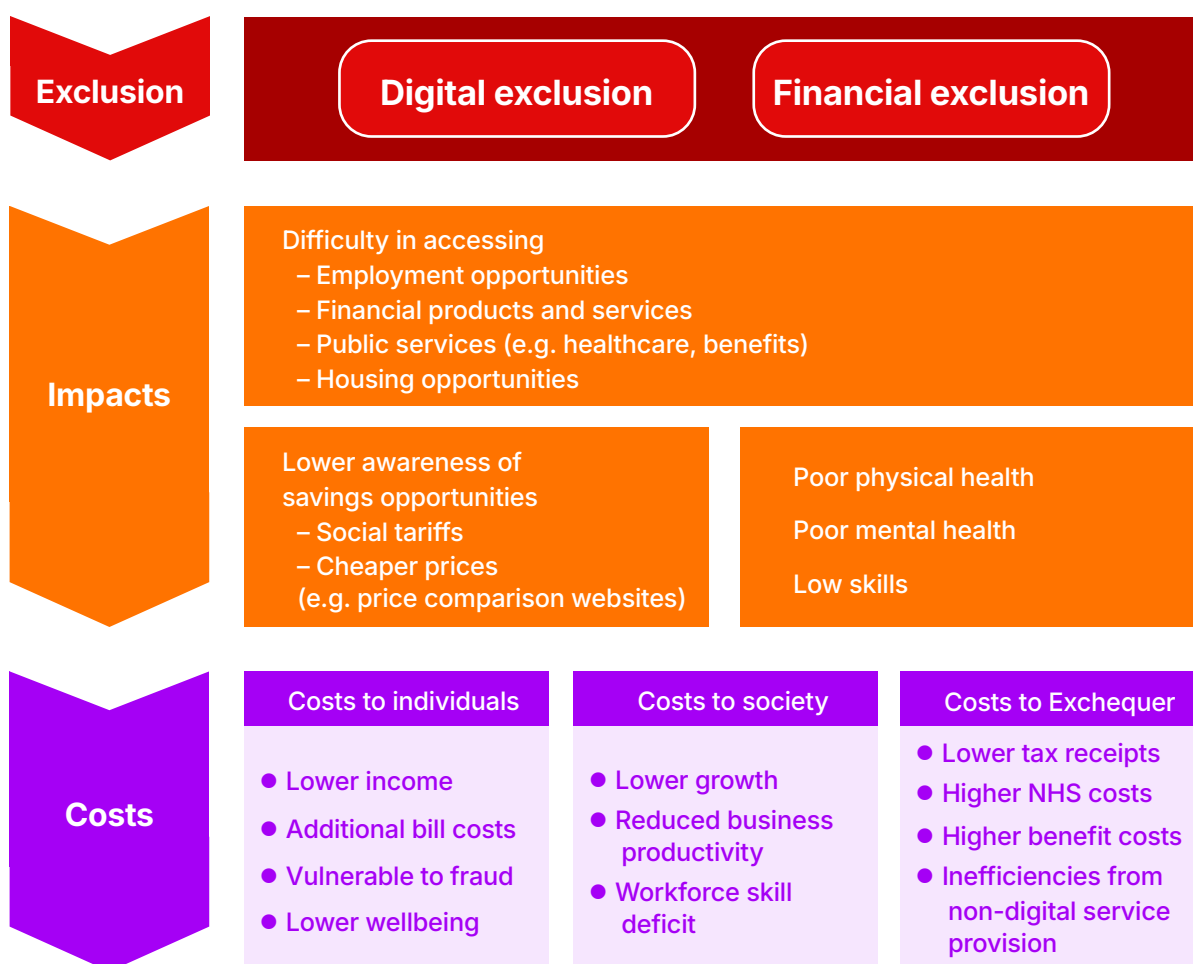 Exclusion
Digital exclusion
Financial exclusion
Impacts
Difficulty in accessing
– Employment opportunities
– Financial products and services
– Public services (e.g. healthcare, benefits)
– Housing opportunities
Lower awareness of
savings opportunities
– Social tariffs
– Cheaper prices
(e.g. price comparison websites)
Poor physical health
Poor mental health
Low skills
Costs
Costs to individuals
● Lower income
● Additional bill costs
● Vulnerable to fraud
● Lower wellbeing
Costs to society
● Lower growth
● Reduced business
productivity
● Workforce skill
deficit
Costs to Exchequer
● Lower tax receipts
● Higher NHS costs
● Higher benefit costs
● Inefficiencies from
non-digital service
provision